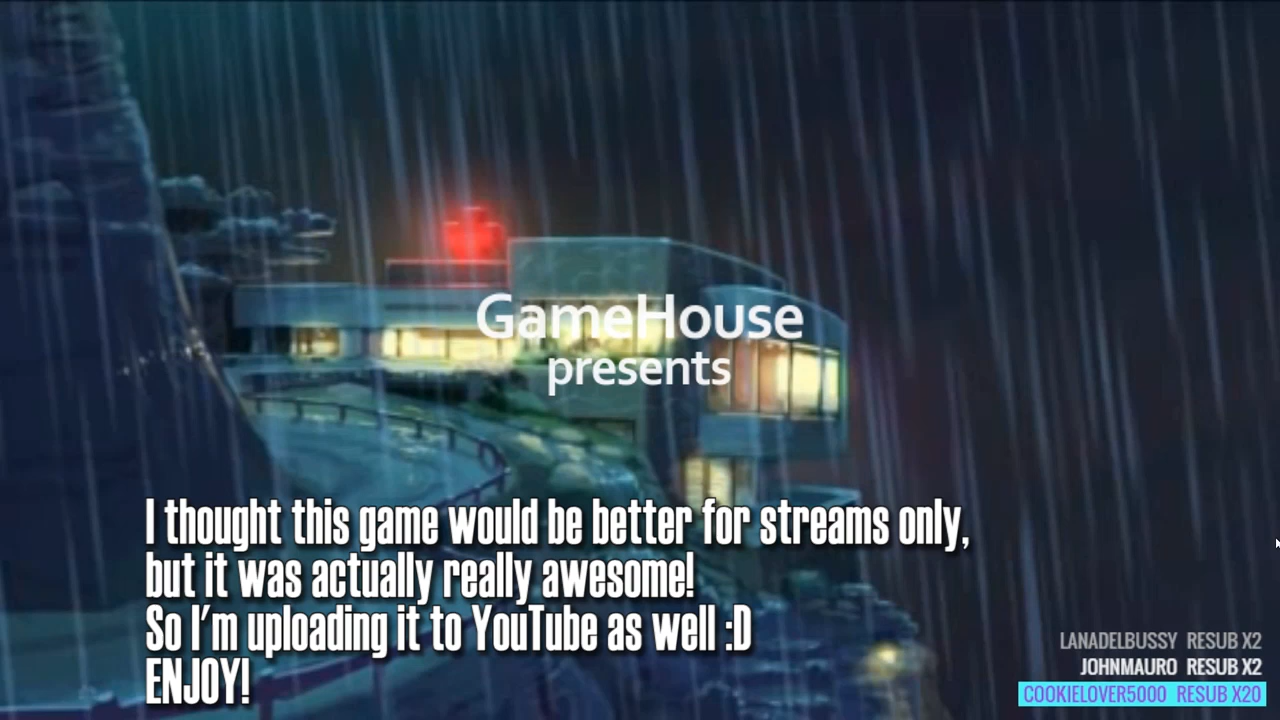 GameHouse
presents
I thought this game would be better for streams only,
but it was actually really awesome!
So I'm uploading it to YouTube as well :D
ENJOY!
LANADELBUSSY RESUB X2
JOHNMAURO RESUB X2
COOKIELOVER5000 RESUB X20